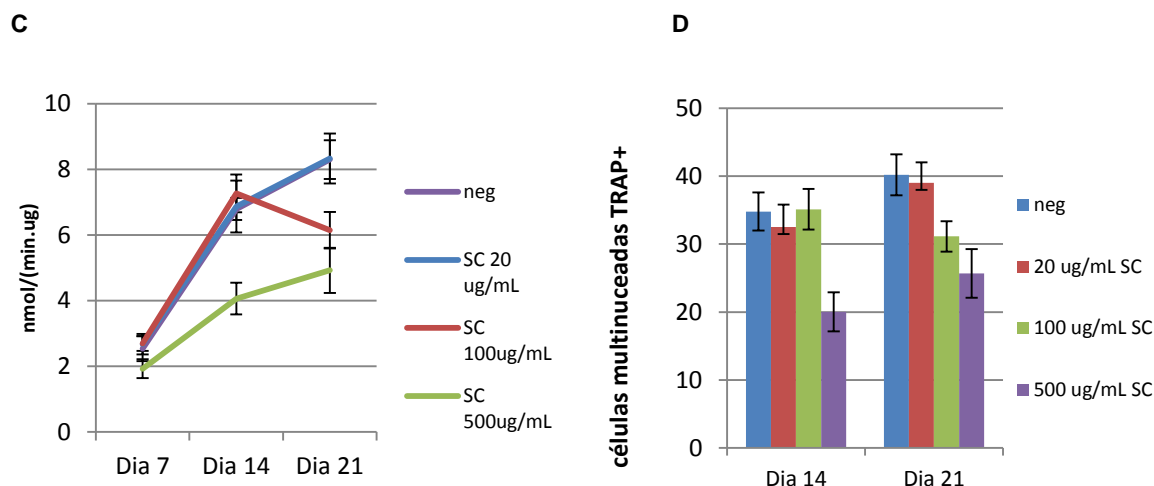 C
nmol/(min.ug)
10
8
6
4
2
0
Dia 7
Dia 14
Dia 21
neg
SC 20
ug/mL
SC
100ug/mL
SC
500ug/mL
D
células multinuceadas TRAP+
50
40
30
20
10
0
Dia 14
Dia 21
neg
20 ug/mL SC
100 ug/mL SC
500 ug/mL SC